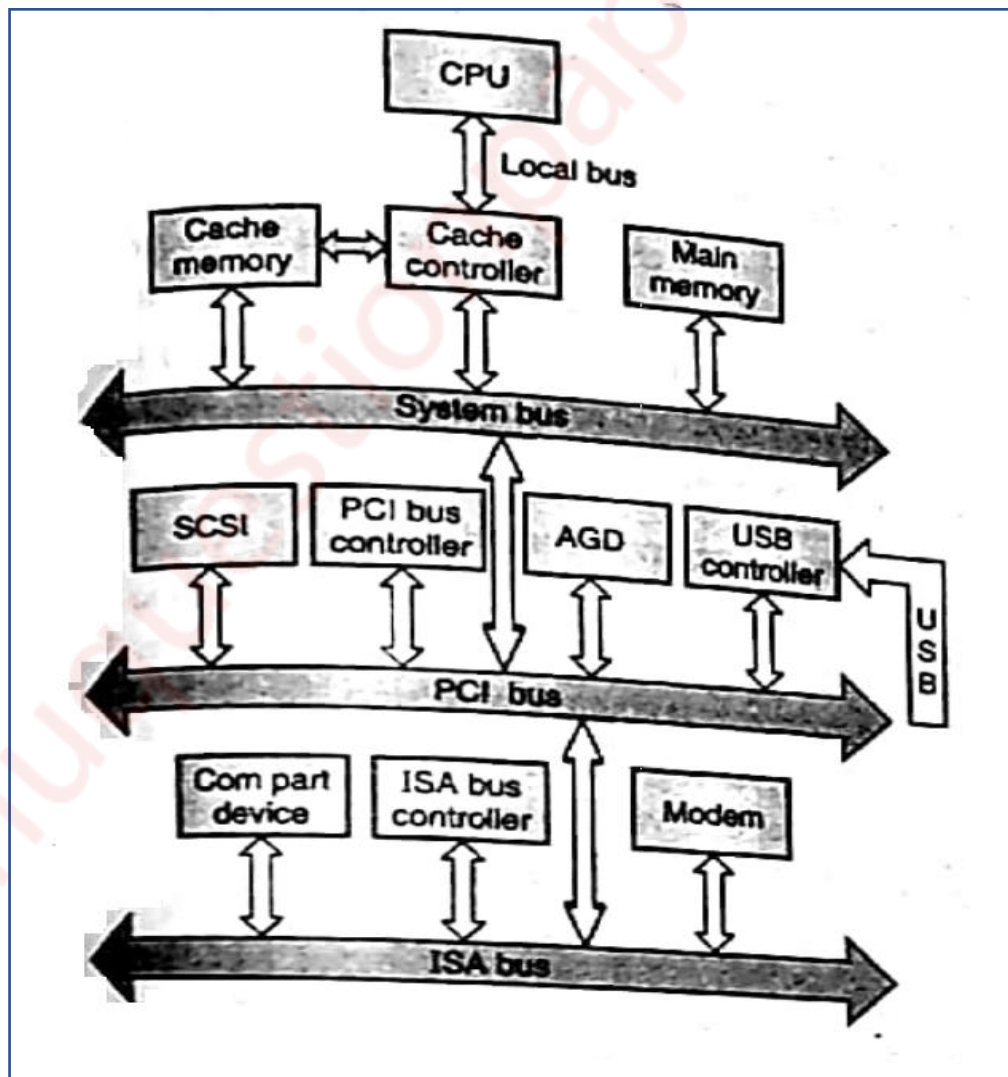 CPU
Local bus
Cache
memory
Cache
controller
Main
memory
System bus
SCSI
PCI bus
controller
AGD
USB
controller
USB
PCI bus
Com part
device
ISA bus
controller
Modem
ISA bus